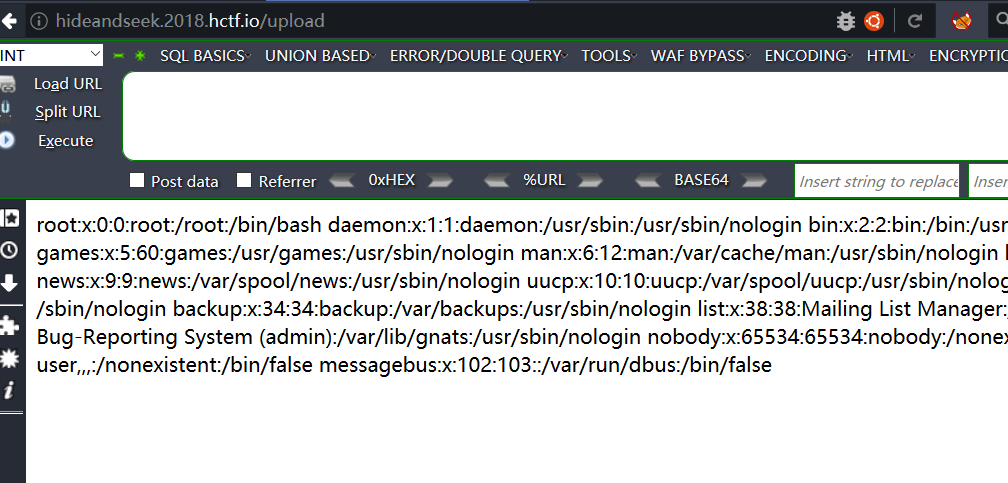 hideandseek.2018.hctf.io/upload
INT SQL BASICS UNION BASED ERROR/DOUBLE QUERY TOOLS WAF BYPASS ENCODING HTML ENCRYPTIO
Load URL
Split URL
Execute
Post data Referrer 0xHEX %URL BASE64 Insert string to replace Inser
root:x:0:0:root:/root:/bin/bash daemon:x:1:1:daemon:/usr/sbin:/usr/sbin/nologin bin:x:2:2:bin:/bin:/usr
games:x:5:60:games:/usr/games:/usr/sbin/nologin man:x:6:12:man:/var/cache/man:/usr/sbin/nologin
news:x:9:9:news:/var/spool/news:/usr/sbin/nologin uucp:x:10:10:uucp:/var/spool/uucp:/usr/sbin/nolog
/sbin/nologin backup:x:34:34:backup:/var/backups:/usr/sbin/nologin list:x:38:38:Mailing List Manager:
Bug-Reporting System (admin):/var/lib/gnats:/usr/sbin/nologin nobody:x:65534:65534:nobody:/nonex
user,,,:/nonexistent:/bin/false messagebus:x:102:103::/var/run/dbus:/bin/false